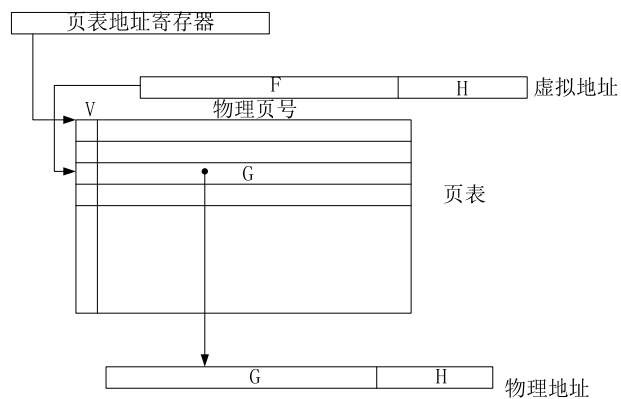 页表地址寄存器
F H 虚拟地址
V 物理页号
G
页表
G H 物理地址